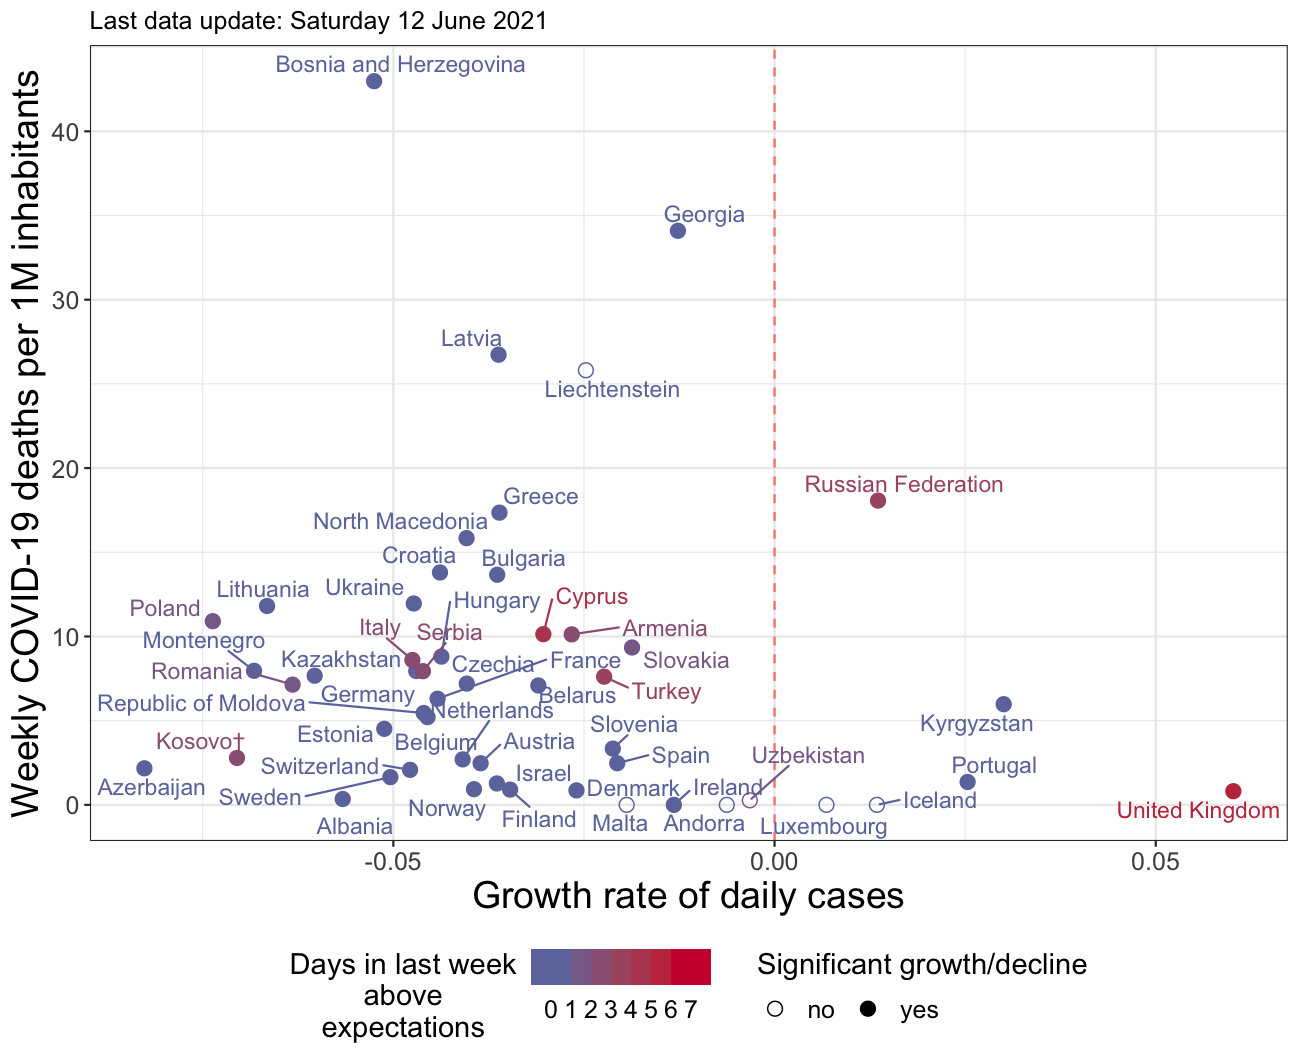 Last data update: Saturday 12 June 2021
Weekly COVID-19 deaths per 1M inhabitants
40
30
20
10
0
Bosnia and Herzegovina
Georgia
Latvia
Liechtenstein
Russian Federation
Greece
North Macedonia
Croatia
Bulgaria
Lithuania
Ukraine
Hungary
Cyprus
Poland
Italy
Serbia
Armenia
Montenegro
Kazakhstan
Czechia
France
Slovakia
Romania
Germany
Belarus
Turkey
Republic of Moldova
Netherlands
Slovenia
Kyrgyzstan
Estonia
Belgium
Austria
Kosovo†
Spain
Uzbekistan
Switzerland
Israel
Portugal
Azerbaijan
Sweden
Denmark
Ireland
Iceland
Norway
Finland
Malta
Andorra
Luxembourg
United Kingdom
Albania
-0.05
0.00
0.05
Growth rate of daily cases
Days in last week
above
expectations
0 1 2 3 4 5 6 7
Significant growth/decline
no
yes